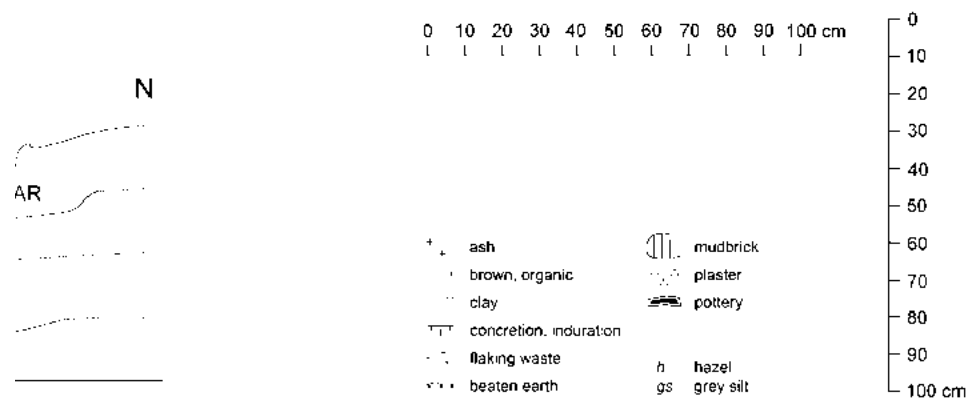 0 10 20 30 40 50 60 70 80 90 100 cm
N
AR
ash
brown, organic
clay
concretion, induration
flaking waste
beaten earth
mudbrick
plaster
pottery
h hazel
gs grey silt
0
10
20
30
40
50
60
70
80
90
100 cm